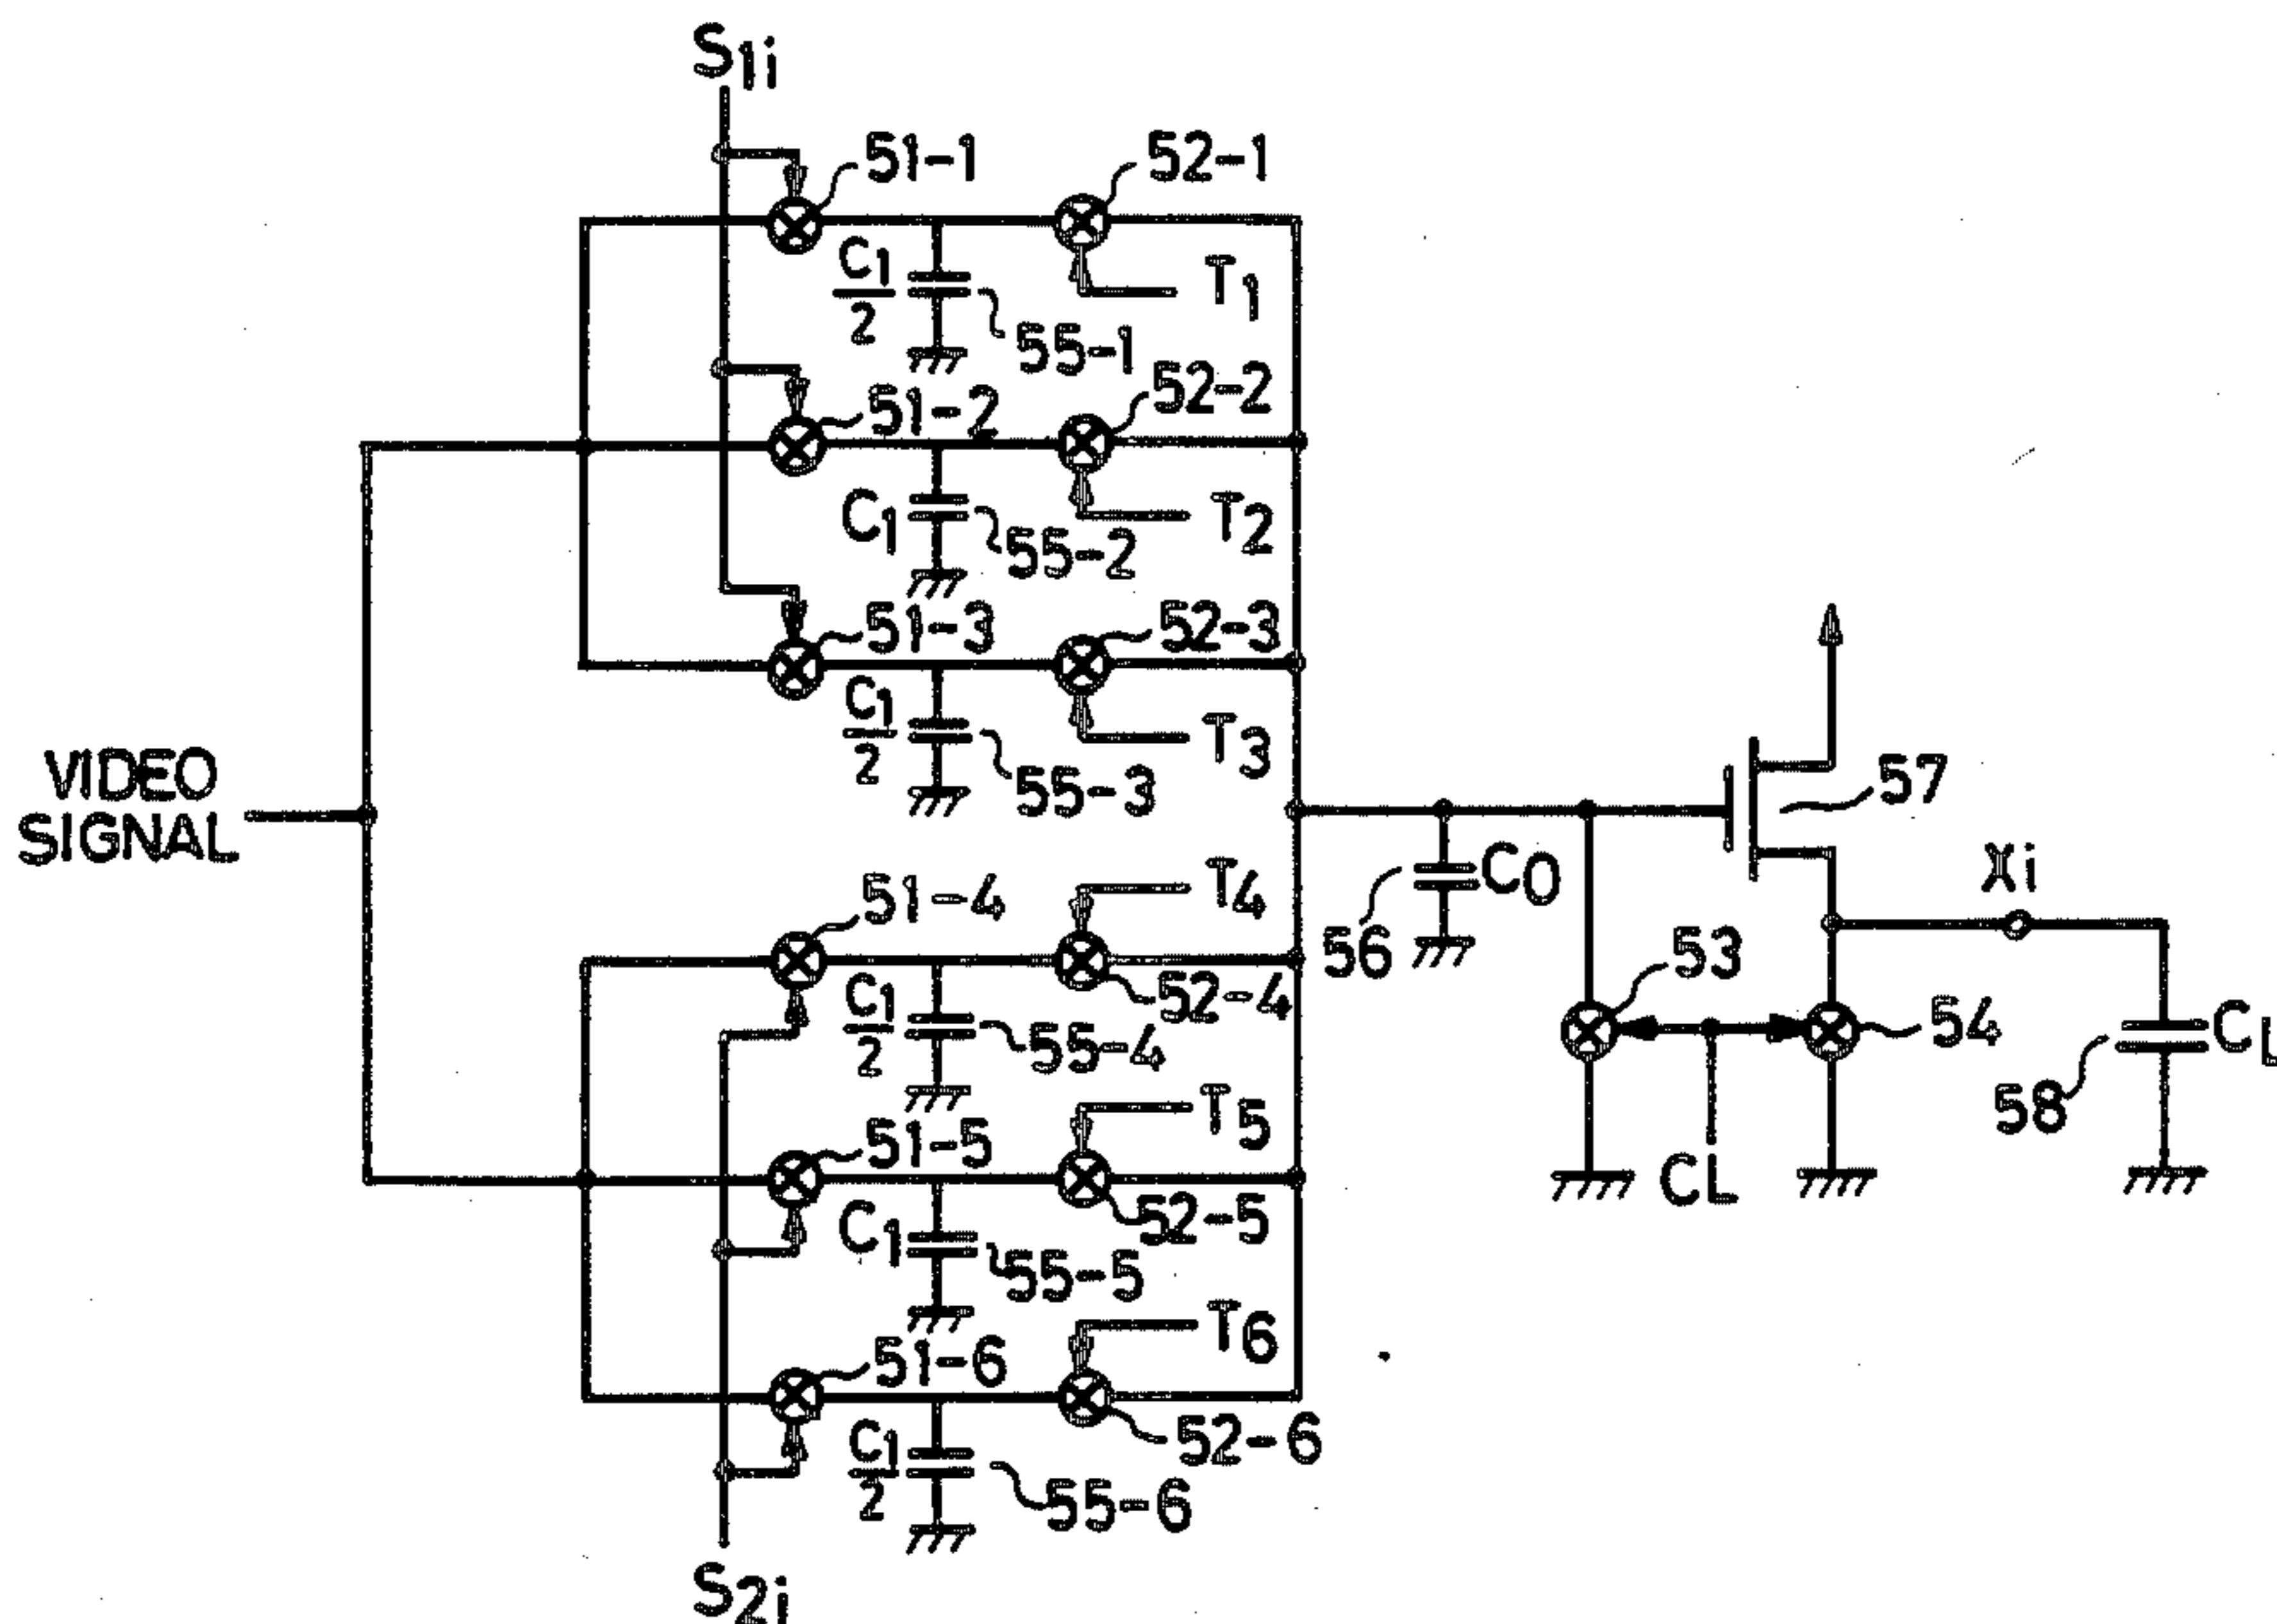 S1i
51-1
52-1
C1/2
55-1
T1
51-2
52-2
C1
55-2
T2
51-3
52-3
C1/2
55-3
T3
VIDEO
SIGNAL
57
C0
56
Xi
T4
51-4
52-4
C1/2
55-4
53
54
CL
58
CL
T5
51-5
52-5
C1
55-5
T6
51-6
52-6
C1/2
55-6
S2i